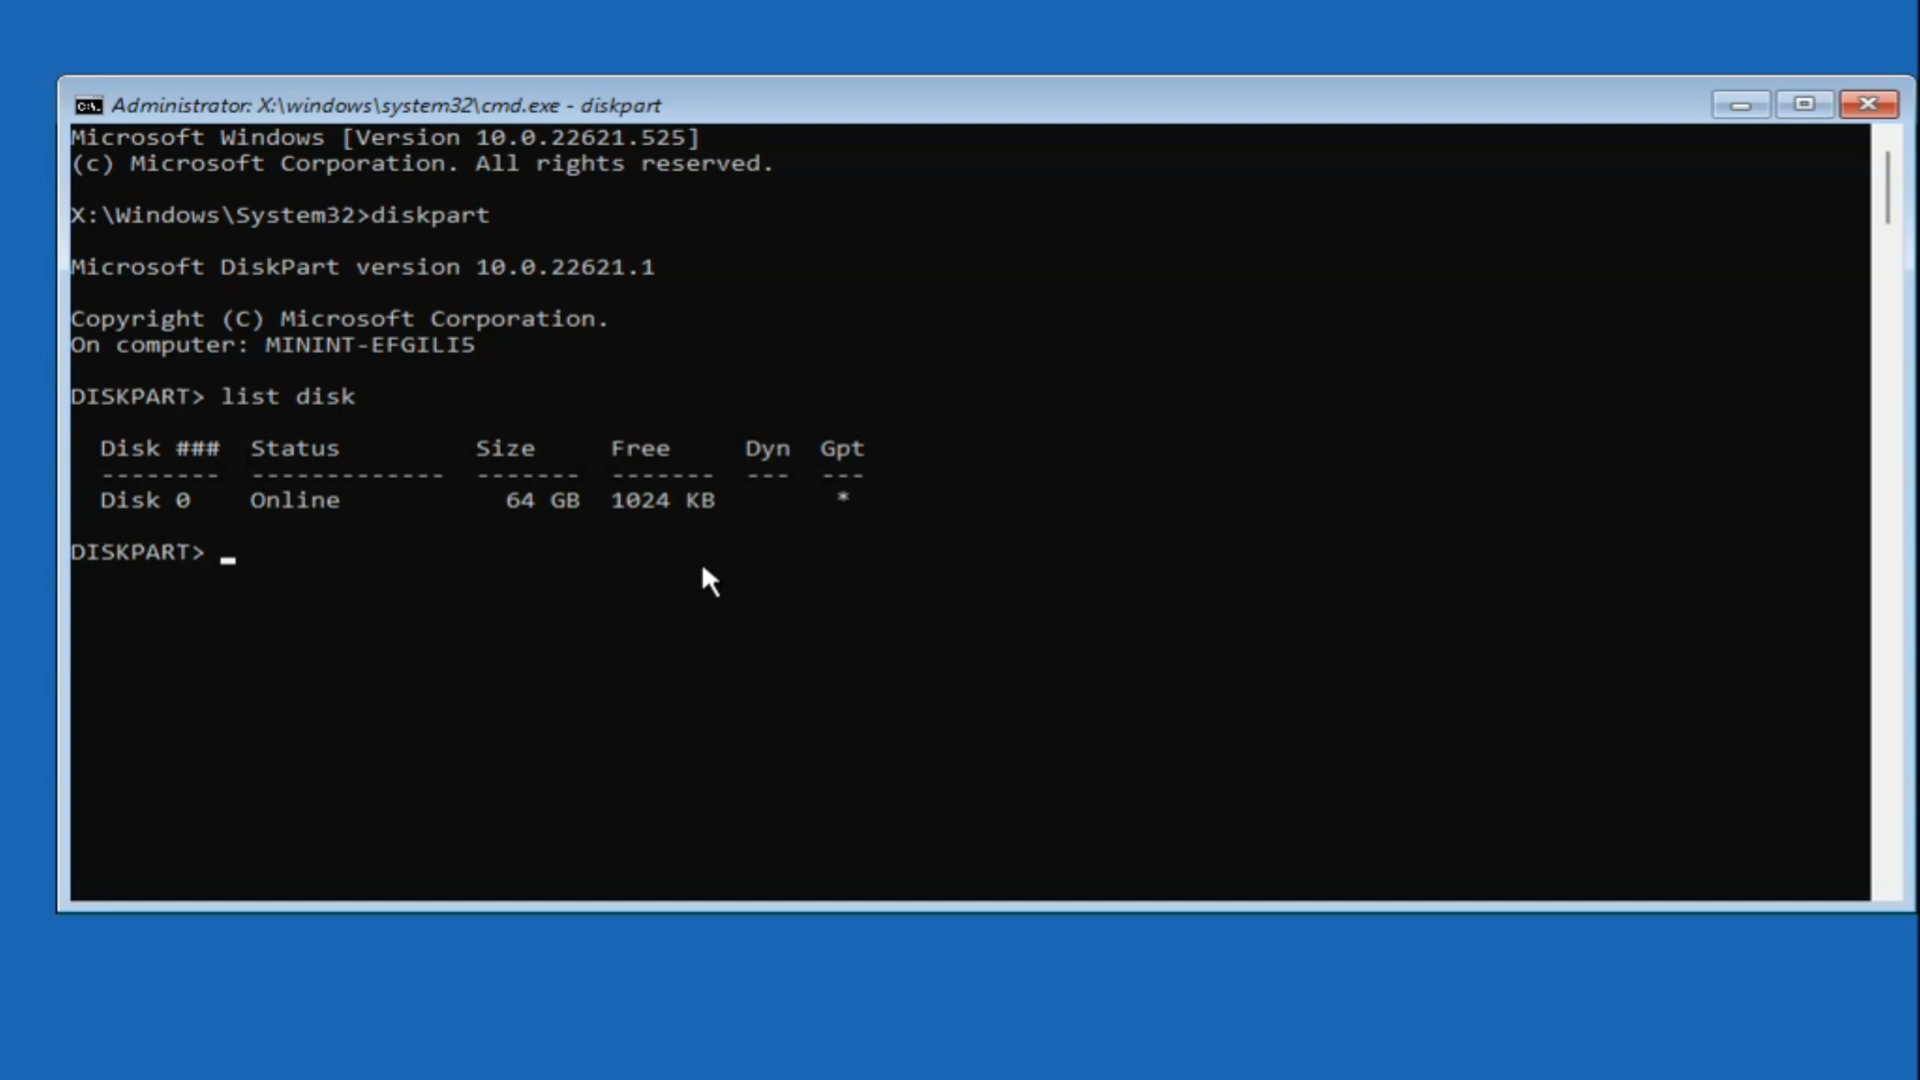 Administrator: X:\windows\system32\cmd.exe - diskpart
Microsoft Windows [Version 10.0.22621.525]
(c) Microsoft Corporation. All rights reserved.
X:\Windows\System32>diskpart
Microsoft DiskPart version 10.0.22621.1
Copyright (C) Microsoft Corporation.
On computer: MININT-EFGILI5
DISKPART> list disk
  Disk ###  Status         Size     Free     Dyn  Gpt
  --------  -------------  -------  -------  ---  ---
  Disk 0    Online           64 GB  1024 KB        *
DISKPART> _